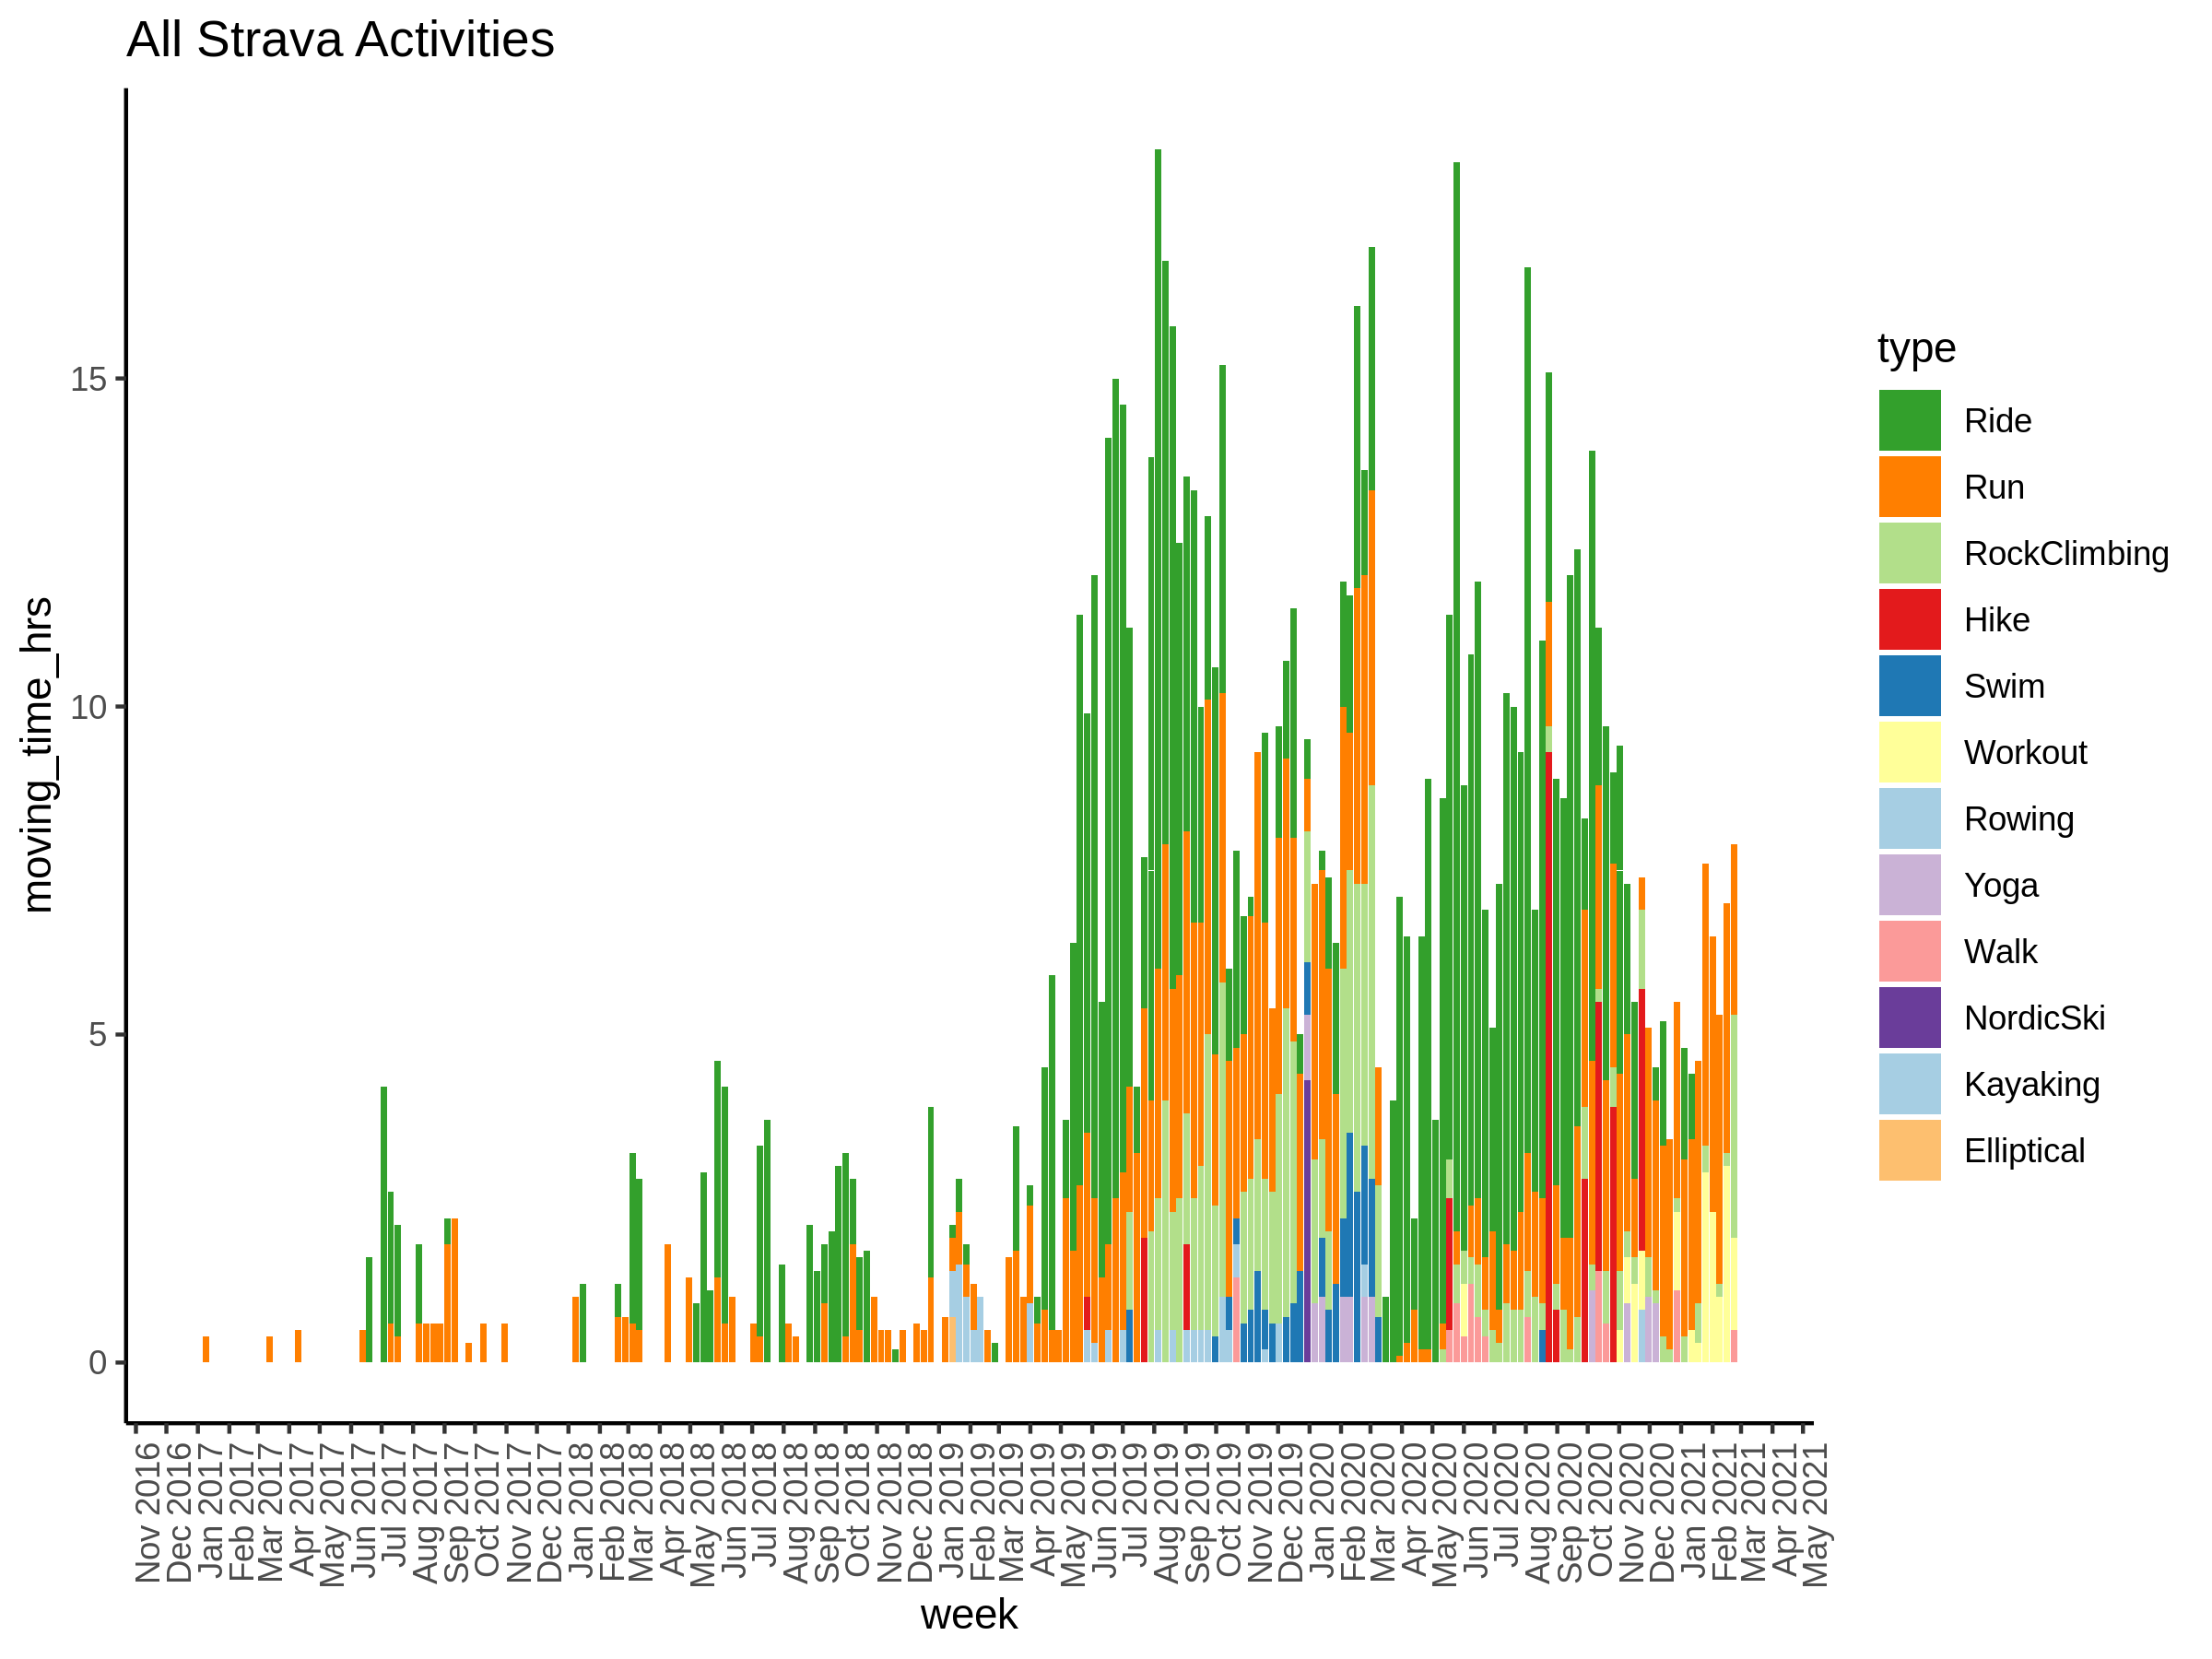 All Strava Activities
moving_time_hrs
15
10
5
0
Nov 2016
Dec 2016
Jan 2017
Feb 2017
Mar 2017
Apr 2017
May 2017
Jun 2017
Jul 2017
Aug 2017
Sep 2017
Oct 2017
Nov 2017
Dec 2017
Jan 2018
Feb 2018
Mar 2018
Apr 2018
May 2018
Jun 2018
Jul 2018
Aug 2018
Sep 2018
Oct 2018
Nov 2018
Dec 2018
Jan 2019
Feb 2019
Mar 2019
Apr 2019
May 2019
Jun 2019
Jul 2019
Aug 2019
Sep 2019
Oct 2019
Nov 2019
Dec 2019
Jan 2020
Feb 2020
Mar 2020
Apr 2020
May 2020
Jun 2020
Jul 2020
Aug 2020
Sep 2020
Oct 2020
Nov 2020
Dec 2020
Jan 2021
Feb 2021
Mar 2021
Apr 2021
May 2021
week
type
Ride
Run
RockClimbing
Hike
Swim
Workout
Rowing
Yoga
Walk
NordicSki
Kayaking
Elliptical